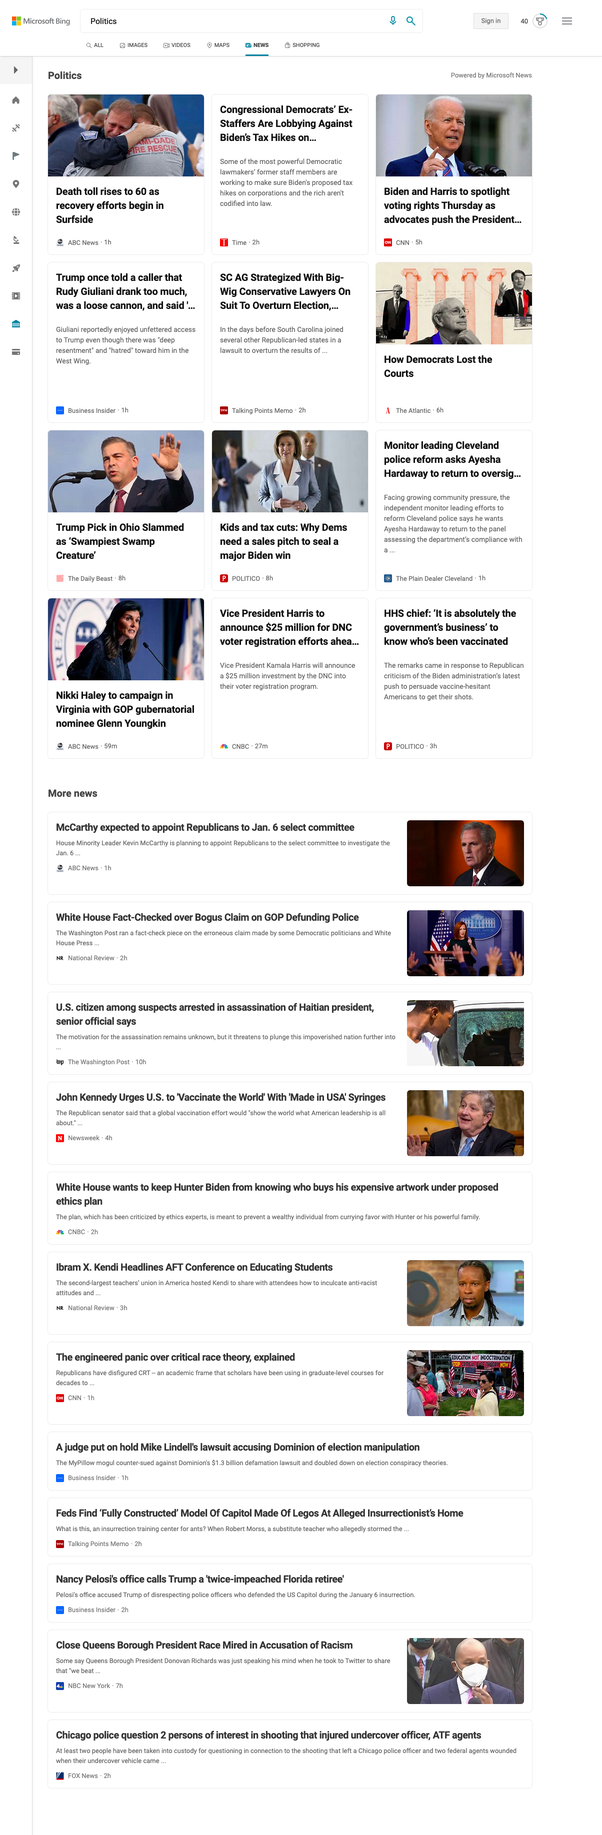 Microsoft Bing
Politics
Sign in
40
ALL
IMAGES
VIDEOS
MAPS
NEWS
SHOPPING
Politics
Powered by Microsoft News
MI-DADE
FIRE RESCUE
Death toll rises to 60 as
recovery efforts begin in
Surfside
ABC News · 1h
Congressional Democrats' Ex-
Staffers Are Lobbying Against
Biden's Tax Hikes on...
Some of the most powerful Democratic
lawmakers' former staff members are
working to make sure Biden's proposed tax
hikes on corporations and the rich aren't
codified into law.
Time · 2h
Biden and Harris to spotlight
voting rights Thursday as
advocates push the President...
CNN · 5h
Trump once told a caller that
Rudy Giuliani drank too much,
was a loose cannon, and said '...
Giuliani reportedly enjoyed unfettered access
to Trump even though there was "deep
resentment" and "hatred" toward him in the
West Wing.
Business Insider · 1h
SC AG Strategized With Big-
Wig Conservative Lawyers On
Suit To Overturn Election,...
In the days before South Carolina joined
several other Republican-led states in a
lawsuit to overturn the results of ...
Talking Points Memo · 2h
How Democrats Lost the
Courts
The Atlantic · 6h
Trump Pick in Ohio Slammed
as 'Swampiest Swamp
Creature'
The Daily Beast · 8h
Kids and tax cuts: Why Dems
need a sales pitch to seal a
major Biden win
POLITICO · 8h
Monitor leading Cleveland
police reform asks Ayesha
Hardaway to return to oversig...
Facing growing community pressure, the
independent monitor leading efforts to
reform Cleveland police says he wants
Ayesha Hardaway to return to the panel
assessing the department's compliance with
a ...
The Plain Dealer Cleveland · 1h
Nikki Haley to campaign in
Virginia with GOP gubernatorial
nominee Glenn Youngkin
ABC News · 59m
Vice President Harris to
announce $25 million for DNC
voter registration efforts ahea...
Vice President Kamala Harris will announce
a $25 million investment by the DNC into
their voter registration program.
CNBC · 27m
HHS chief: 'It is absolutely the
government's business' to
know who's been vaccinated
The remarks came in response to Republican
criticism of the Biden administration's latest
push to persuade vaccine-hesitant
Americans to get their shots.
POLITICO · 3h
More news
McCarthy expected to appoint Republicans to Jan. 6 select committee
House Minority Leader Kevin McCarthy is planning to appoint Republicans to the select committee to investigate the
Jan. 6 ...
ABC News · 1h
White House Fact-Checked over Bogus Claim on GOP Defunding Police
The Washington Post ran a fact-check piece on the erroneous claim made by some Democratic politicians and White
House Press ...
NR National Review · 2h
U.S. citizen among suspects arrested in assassination of Haitian president,
senior official says
The motivation for the assassination remains unknown, but it threatens to plunge this impoverished nation further into
...
wp The Washington Post · 10h
John Kennedy Urges U.S. to 'Vaccinate the World' With 'Made in USA' Syringes
The Republican senator said that a global vaccination effort would "show the world what American leadership is all
about." ...
N Newsweek · 4h
White House wants to keep Hunter Biden from knowing who buys his expensive artwork under proposed
ethics plan
The plan, which has been criticized by ethics experts, is meant to prevent a wealthy individual from currying favor with Hunter or his powerful family.
CNBC · 2h
Ibram X. Kendi Headlines AFT Conference on Educating Students
The second-largest teachers' union in America hosted Kendi to share with attendees how to inculcate anti-racist
attitudes and ...
NR National Review · 3h
The engineered panic over critical race theory, explained
Republicans have disfigured CRT -- an academic frame that scholars have been using in graduate-level courses for
decades to ...
CNN · 1h
EDUCATION NOT INDOCTRINATION
A judge put on hold Mike Lindell's lawsuit accusing Dominion of election manipulation
The MyPillow mogul counter-sued against Dominion's $1.3 billion defamation lawsuit and doubled down on election conspiracy theories.
Business Insider · 1h
Feds Find 'Fully Constructed' Model Of Capitol Made Of Legos At Alleged Insurrectionist's Home
What is this, an insurrection training center for ants? When Robert Morss, a substitute teacher who allegedly stormed the ...
Talking Points Memo · 2h
Nancy Pelosi's office calls Trump a 'twice-impeached Florida retiree'
Pelosi's office accused Trump of disrespecting police officers who defended the US Capitol during the January 6 insurrection.
Business Insider · 2h
Close Queens Borough President Race Mired in Accusation of Racism
Some say Queens Borough President Donovan Richards was just speaking his mind when he took to Twitter to share
that "we beat ...
NBC New York · 7h
Chicago police question 2 persons of interest in shooting that injured undercover officer, ATF agents
At least two people have been taken into custody for questioning in connection to the shooting that left a Chicago police officer and two federal agents wounded
when their undercover vehicle came ...
FOX News · 2h